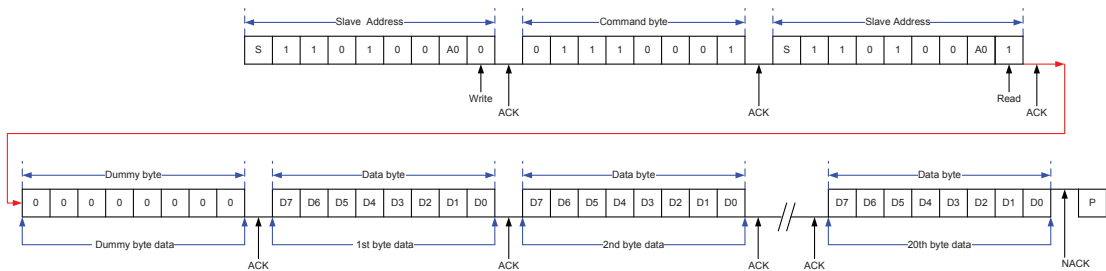 Slave Address Command byte Slave Address
S 1 1 0 1 0 0 A0 0 0 1 1 1 0 0 0 1 S 1 1 0 1 0 0 A0 1
Write Read
ACK ACK ACK
Dummy byte Data byte Data byte Data byte
0 0 0 0 0 0 0 0 D7 D6 D5 D4 D3 D2 D1 D0 D7 D6 D5 D4 D3 D2 D1 D0 D7 D6 D5 D4 D3 D2 D1 D0 P
Dummy byte data 1st byte data 2nd byte data 20th byte data
ACK ACK ACK ACK NACK